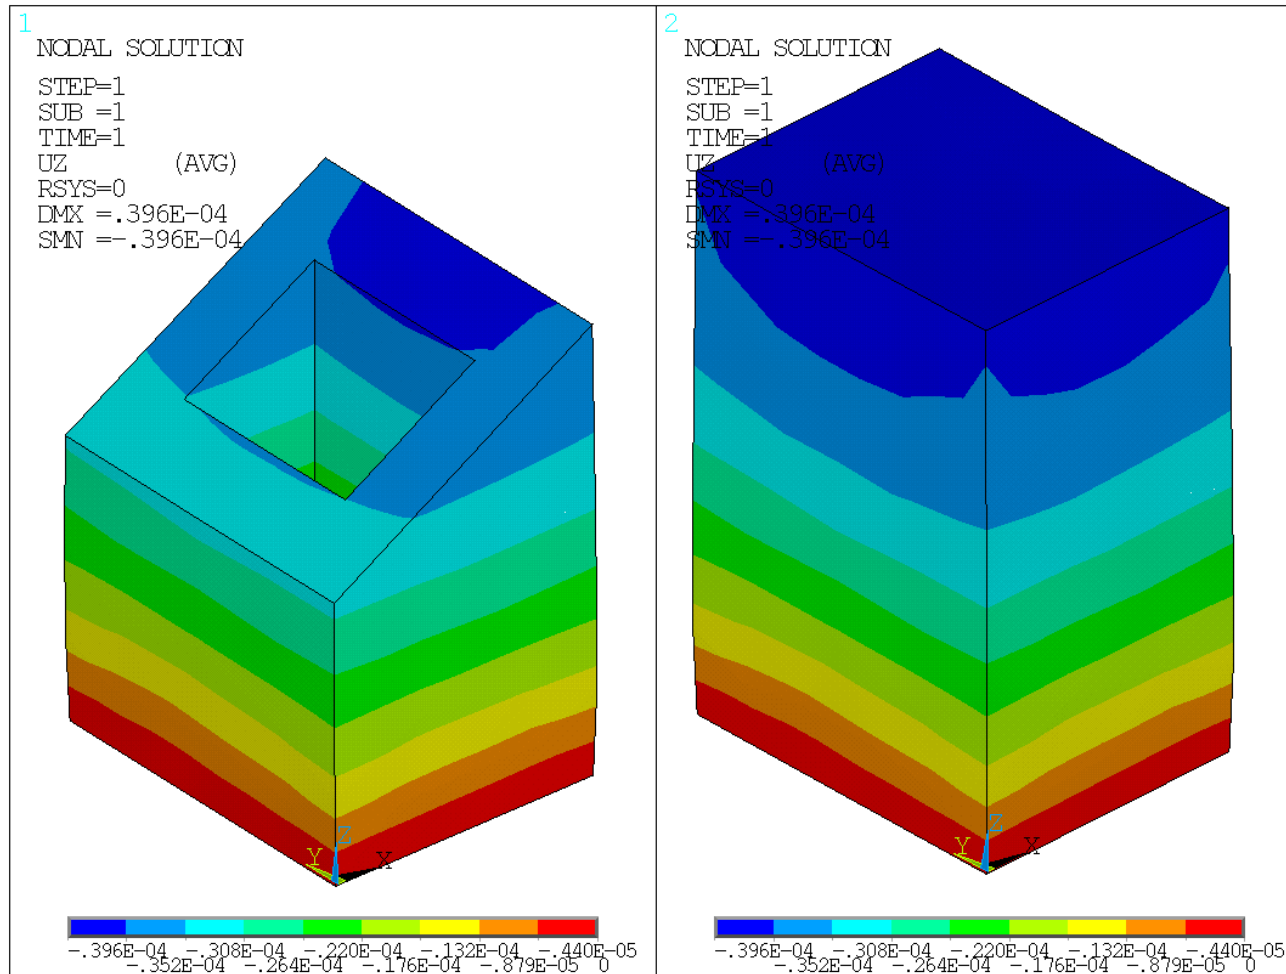 1
NODAL SOLUTION
STEP=1
SUB =1
TIME=1
UZ (AVG)
RSYS=0
DMX =.396E-04
SMN =-.396E-04
Z
Y
X
-.396E-04 -.308E-04 -.220E-04 -.132E-04 -.440E-05
-.352E-04 -.264E-04 -.176E-04 -.879E-05 0
2
NODAL SOLUTION
STEP=1
SUB =1
TIME=1
UZ (AVG)
RSYS=0
DMX =.396E-04
SMN =-.396E-04
Z
Y
X
-.396E-04 -.308E-04 -.220E-04 -.132E-04 -.440E-05
-.352E-04 -.264E-04 -.176E-04 -.879E-05 0